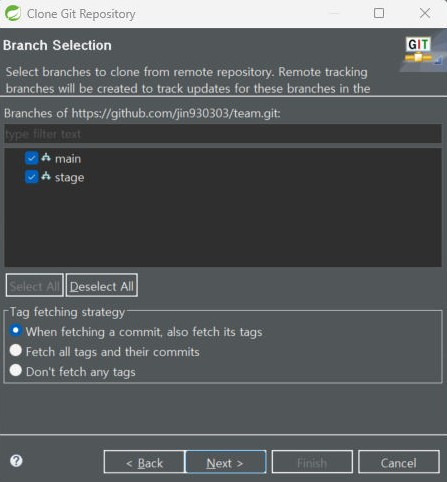 Clone Git Repository
Branch Selection
GIT
Select branches to clone from remote repository. Remote tracking
branches will be created to track updates for these branches in the
Branches of https://github.com/jin930303/team.git:
type filter text
main
stage
Select All Deselect All
Tag fetching strategy
When fetching a commit, also fetch its tags
Fetch all tags and their commits
Don't fetch any tags
? < Back Next > Finish Cancel